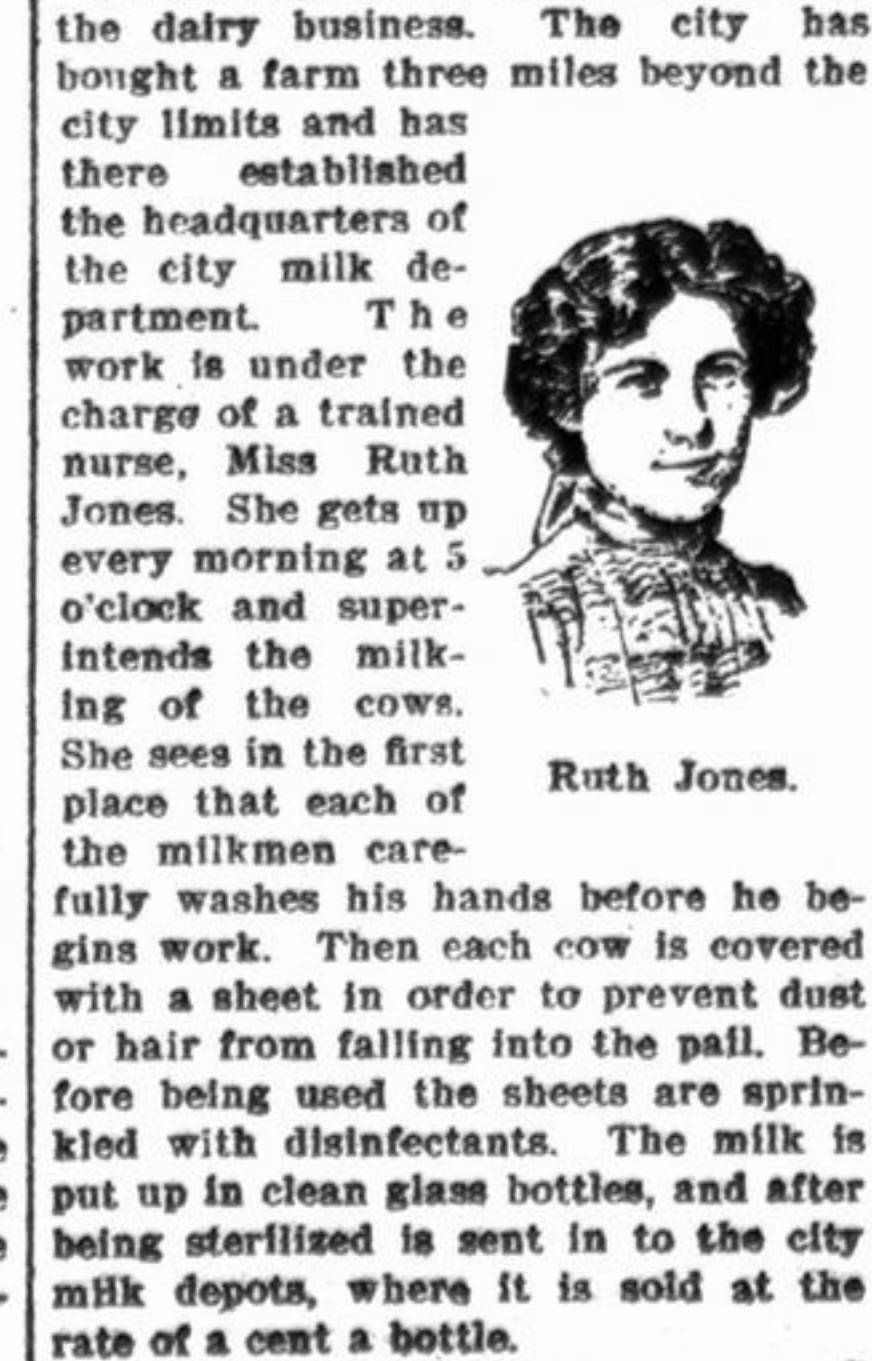 the dairy business. The city has
bought a farm three miles beyond the
city limits and has
there established
the headquarters of
the city milk de-
partment. The
work is under the
charge of a trained
nurse, Miss Ruth
Jones. She gets up
every morning at 5
o'clock and super-
intends the milk-
ing of the cows.
She sees in the first
place that each of
the milkmen care-
Ruth Jones.
fully washes his hands before he be-
gins work. Then each cow is covered
with a sheet in order to prevent dust
or hair from falling into the pail. Be-
fore being used the sheets are sprin-
kled with disinfectants. The milk is
put up in clean glass bottles, and after
being sterilized is sent in to the city
milk depots, where it is sold at the
rate of a cent a bottle.